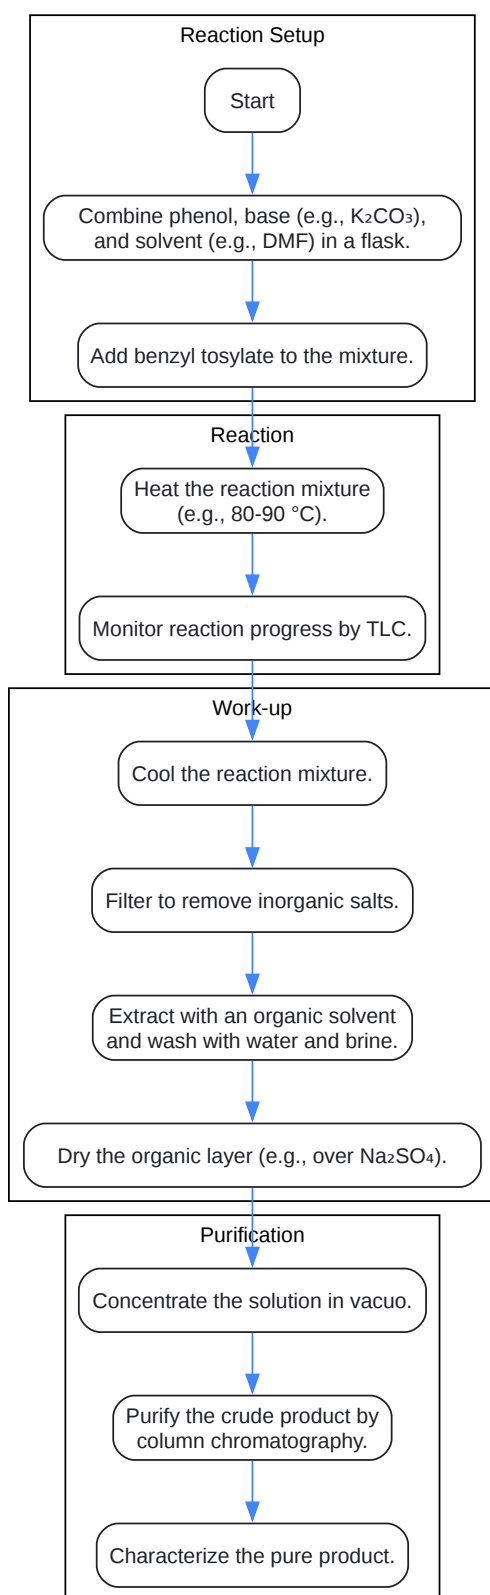 Reaction Setup
Start
Combine phenol, base (e.g., K₂CO₃),
and solvent (e.g., DMF) in a flask.
Add benzyl tosylate to the mixture.
Reaction
Heat the reaction mixture
(e.g., 80-90 °C).
Monitor reaction progress by TLC.
Work-up
Cool the reaction mixture.
Filter to remove inorganic salts.
Extract with an organic solvent
and wash with water and brine.
Dry the organic layer (e.g., over Na₂SO₄).
Purification
Concentrate the solution in vacuo.
Purify the crude product by
column chromatography.
Characterize the pure product.